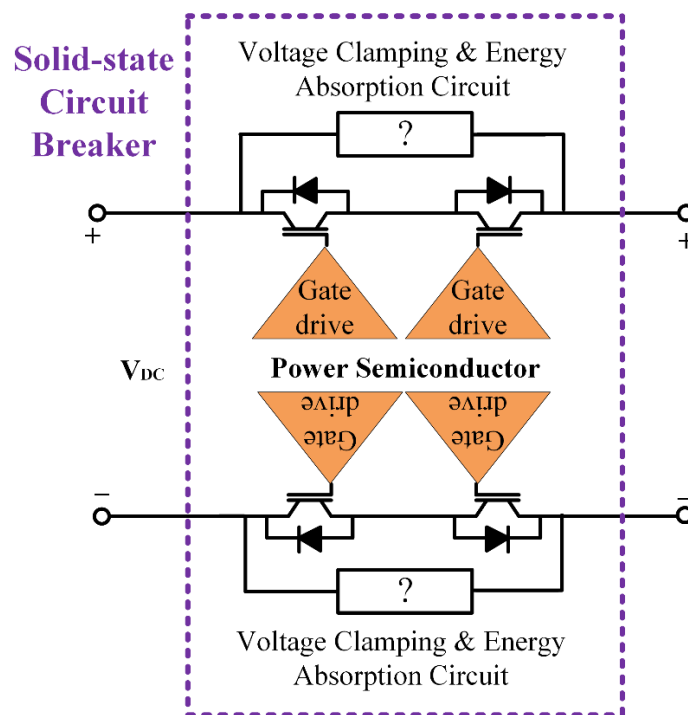 Solid-state
Circuit
Breaker
Voltage Clamping & Energy
Absorption Circuit
?
+
+
Gate
drive
Gate
drive
VDC
Power Semiconductor
Gate
drive
Gate
drive
−
−
?
Voltage Clamping & Energy
Absorption Circuit